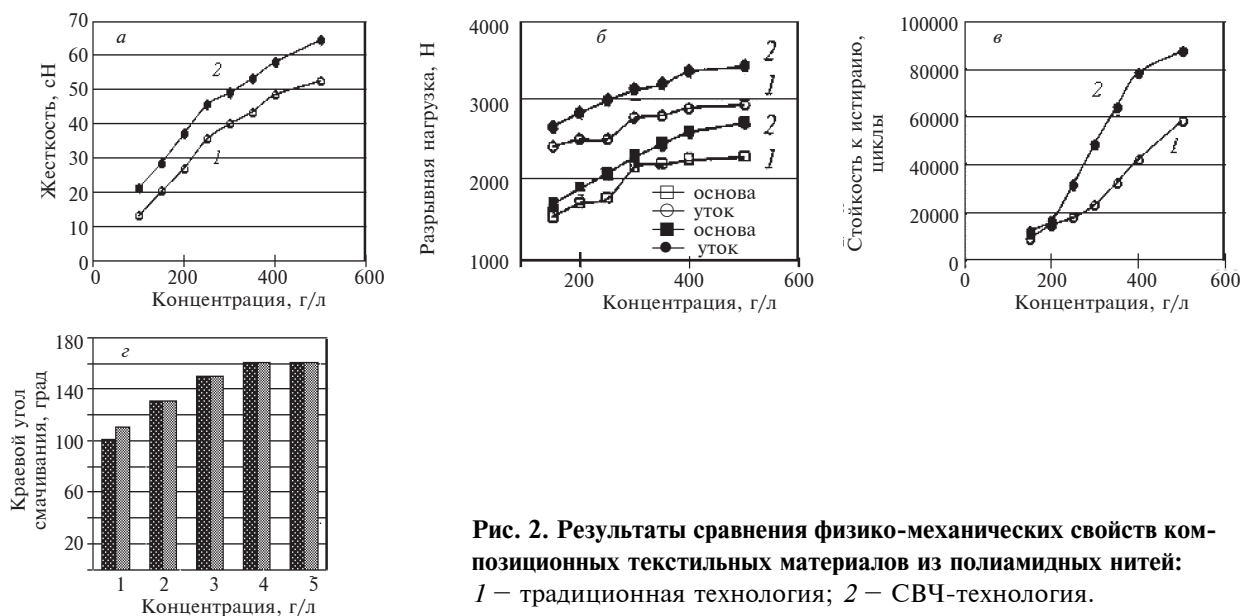 а
Жесткость, сН
70
60
50
40
30
20
10
0
2
1
0 200 400 600
Концентрация, г/л
б
Разрывная нагрузка, Н
4000
3000
2000
1000
2
1
2
1
основа
уток
основа
уток
200 400 600
Концентрация, г/л
в
Стойкость к истираию,
циклы
100000
80000
60000
40000
20000
0
2
1
0 200 400 600
Концентрация, г/л
г
Краевой угол
смачивания, град
180
140
100
60
20
1 2 3 4 5
Концентрация, г/л
Рис. 2. Результаты сравнения физико-механических свойств ком-
позиционных текстильных материалов из полиамидных нитей:
1 – традиционная технология; 2 – СВЧ-технология.